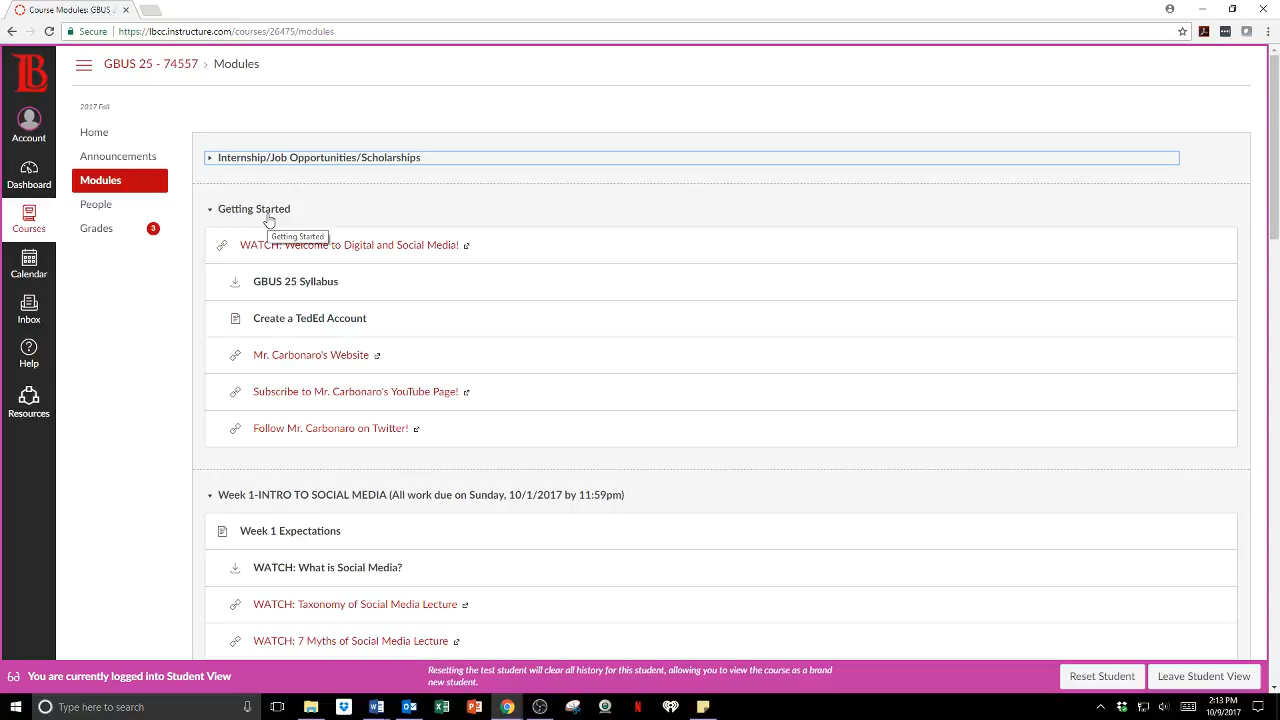 Course Modules: GBUS 2
Secure
https://lbcc.instructure.com/courses/26475/modules
LB
Account
Dashboard
Courses
Calendar
Inbox
Help
Resources
GBUS 25 - 74557 › Modules
2017 Fall
Home
Announcements
Modules
People
Grades 3
Internship/Job Opportunities/Scholarships
Getting Started
Getting Started
WATCH: Welcome to Digital and Social Media!
GBUS 25 Syllabus
Create a TedEd Account
Mr. Carbonaro's Website
Subscribe to Mr. Carbonaro's YouTube Page!
Follow Mr. Carbonaro on Twitter!
Week 1-INTRO TO SOCIAL MEDIA (All work due on Sunday, 10/1/2017 by 11:59pm)
Week 1 Expectations
WATCH: What is Social Media?
WATCH: Taxonomy of Social Media Lecture
WATCH: 7 Myths of Social Media Lecture
You are currently logged into Student View
Resetting the test student will clear all history for this student, allowing you to view the course as a brand
new student.
Reset Student
Leave Student View
Type here to search
2:13 PM
10/9/2017